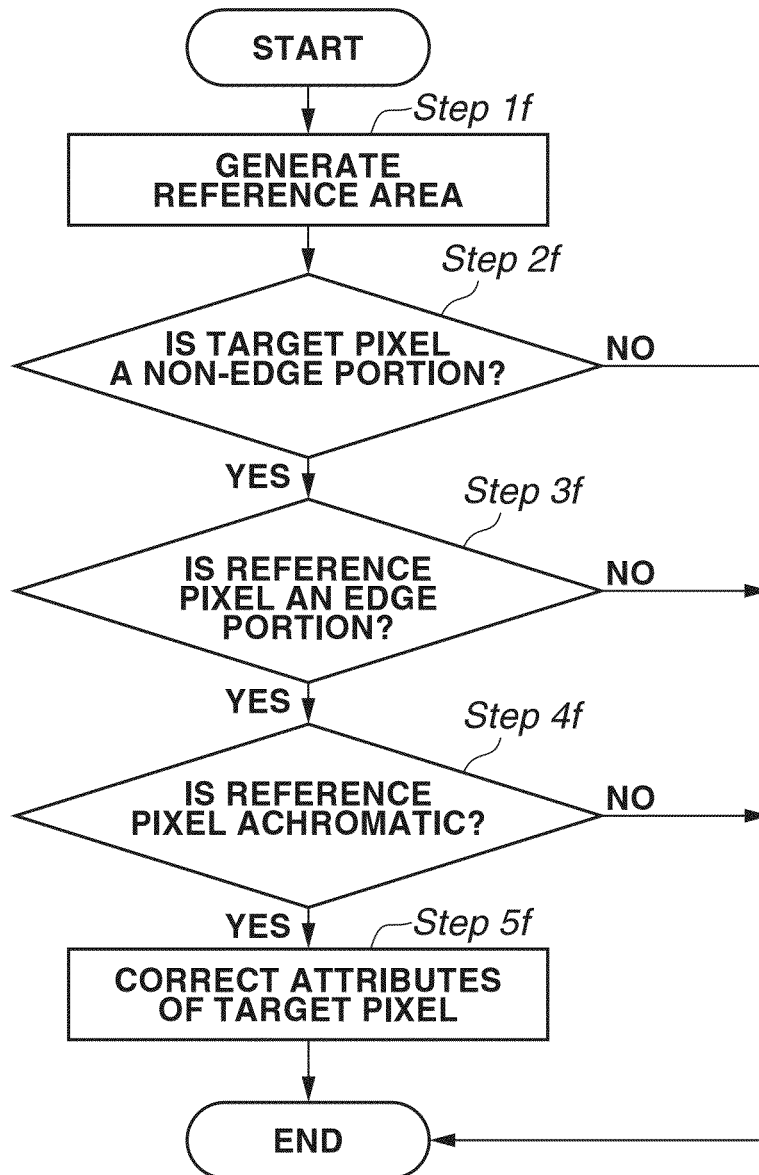 START
Step 1f
GENERATE
REFERENCE AREA
Step 2f
IS TARGET PIXEL
A NON-EDGE PORTION?
NO
YES
Step 3f
IS REFERENCE
PIXEL AN EDGE
PORTION?
NO
YES
Step 4f
IS REFERENCE
PIXEL ACHROMATIC?
NO
YES
Step 5f
CORRECT ATTRIBUTES
OF TARGET PIXEL
END